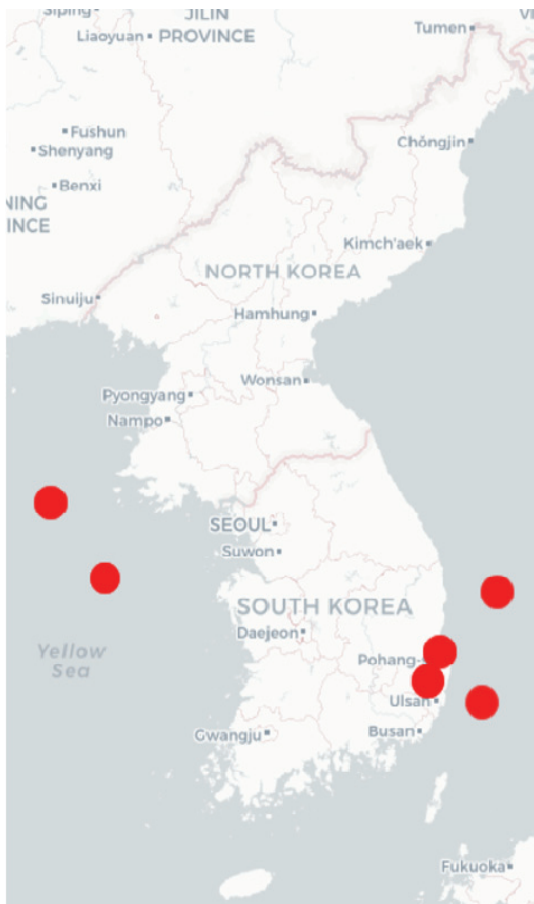 Siping
JILIN
PROVINCE
Tumen
Liaoyuan
Fushun
Shenyang
Chŏngjin
Benxi
NING
INCE
Kimch'aek
NORTH KOREA
Sinuiju
Hamhung
Wonsan
Pyongyang
Nampo
SEOUL
Suwon
SOUTH KOREA
Daejeon
Yellow
Sea
Pohang
Ulsan
Gwangju
Busan
Fukuoka